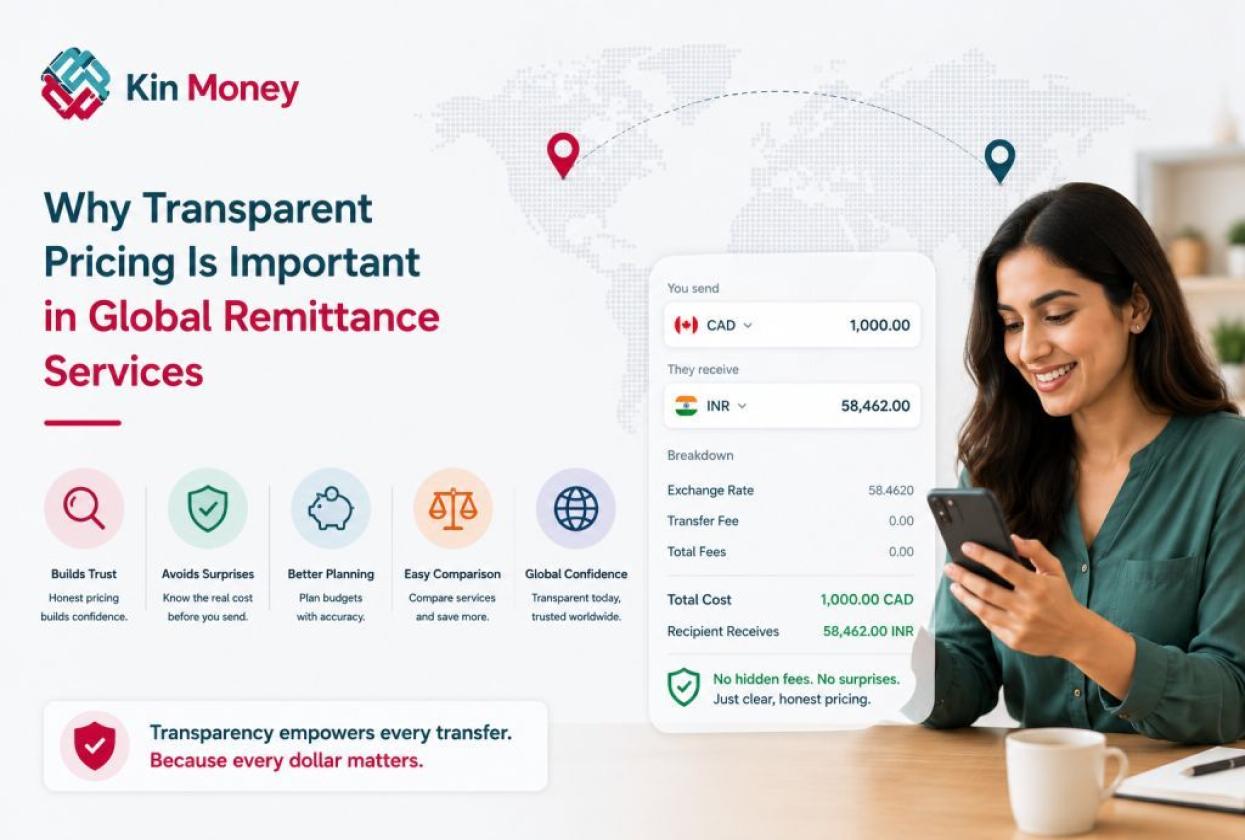 Kin Money
Why Transparent
Pricing Is Important
in Global Remittance
Services
Builds Trust
Honest pricing
builds confidence.
Avoids Surprises
Know the real cost
before you send.
Better Planning
Plan budgets
with accuracy.
Easy Comparison
Compare services
and save more.
Global Confidence
Transparent today,
trusted worldwide.
Transparency empowers every transfer.
Because every dollar matters.
You send
CAD 1,000.00
They receive
INR 58,462.00
Breakdown
Exchange Rate 58.4620
Transfer Fee 0.00
Total Fees 0.00
Total Cost 1,000.00 CAD
Recipient Receives 58,462.00 INR
No hidden fees. No surprises.
Just clear, honest pricing.